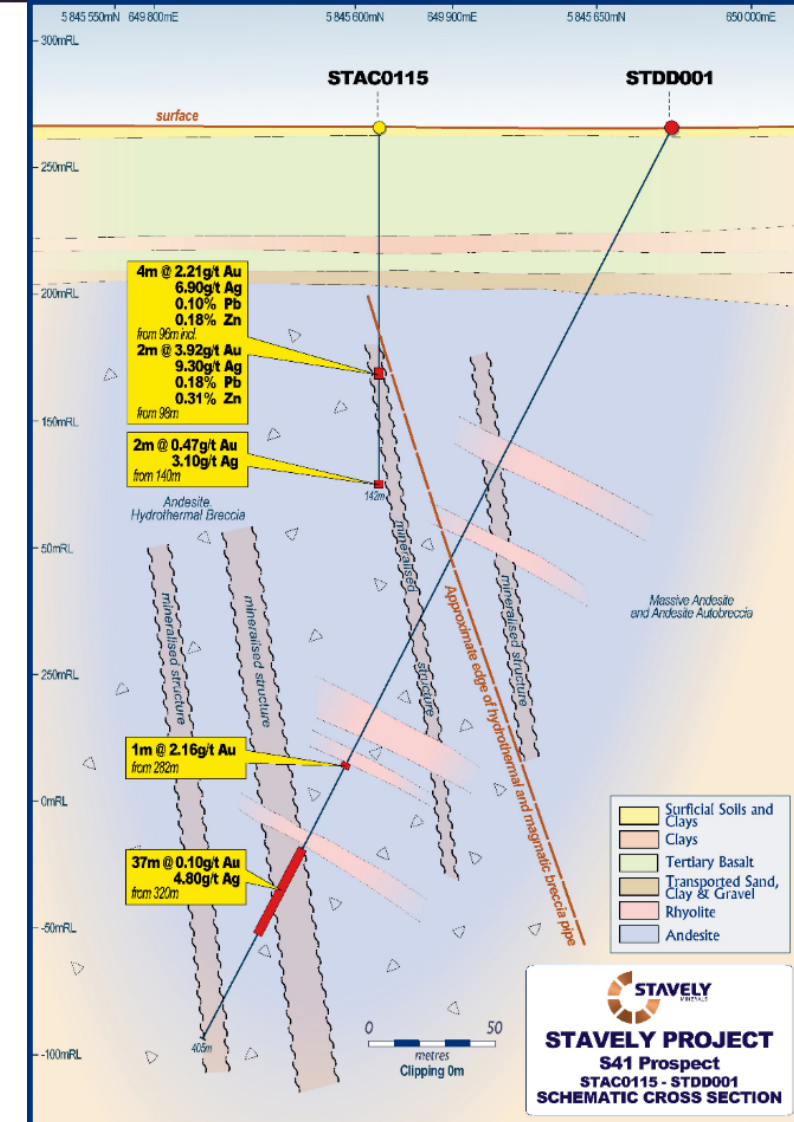 5 845 550mN 649 800mE 5 845 600mN 649 900mE 5 845 650mN 650 000mE
300mRL
STAC0115 STDD001
surface
250mRL
4m @ 2.21g/t Au
6.90g/t Ag
0.10% Pb
0.18% Zn
from 96m incl.
2m @ 3.92g/t Au
9.30g/t Ag
0.18% Pb
0.31% Zn
from 98m
200mRL
150mRL
2m @ 0.47g/t Au
3.10g/t Ag
from 140m
142m
Andesite,
Hydrothermal Breccia
50mRL
mineralised structure
mineralised structure
mineralised structure
mineralised structure
Approximate edge of hydrothermal and magmatic breccia pipe
Massive Andesite
and Andesite Autobreccia
250mRL
1m @ 2.16g/t Au
from 282m
0mRL
37m @ 0.10g/t Au
4.80g/t Ag
from 320m
-50mRL
405m
-100mRL
0 50
metres
Clipping 0m
Surficial Soils and
Clays
Clays
Tertiary Basalt
Transported Sand,
Clay & Gravel
Rhyolite
Andesite
STAVELY
MINERALS
STAVELY PROJECT
S41 Prospect
STAC0115 - STDD001
SCHEMATIC CROSS SECTION